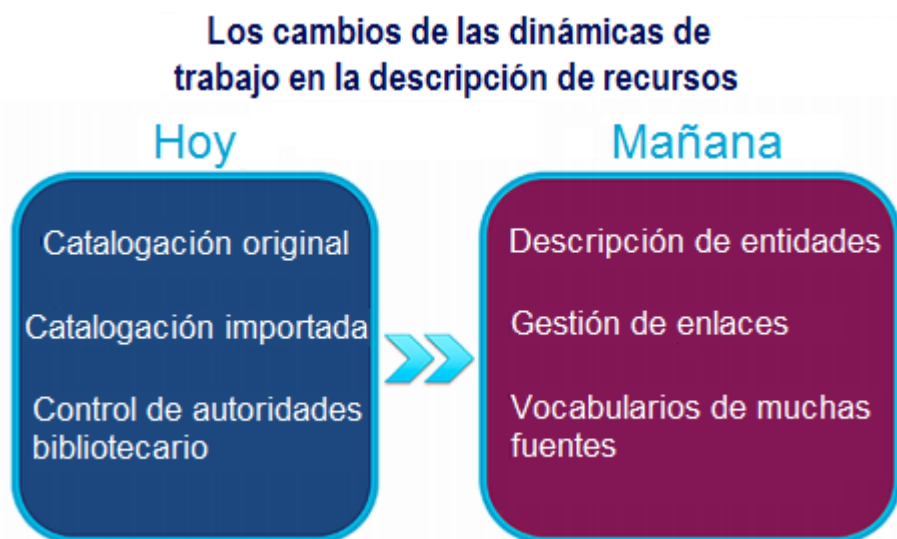 Los cambios de las dinámicas de
trabajo en la descripción de recursos
Hoy
Catalogación original
Catalogación importada
Control de autoridades
bibliotecario
Mañana
Descripción de entidades
Gestión de enlaces
Vocabularios de muchas
fuentes